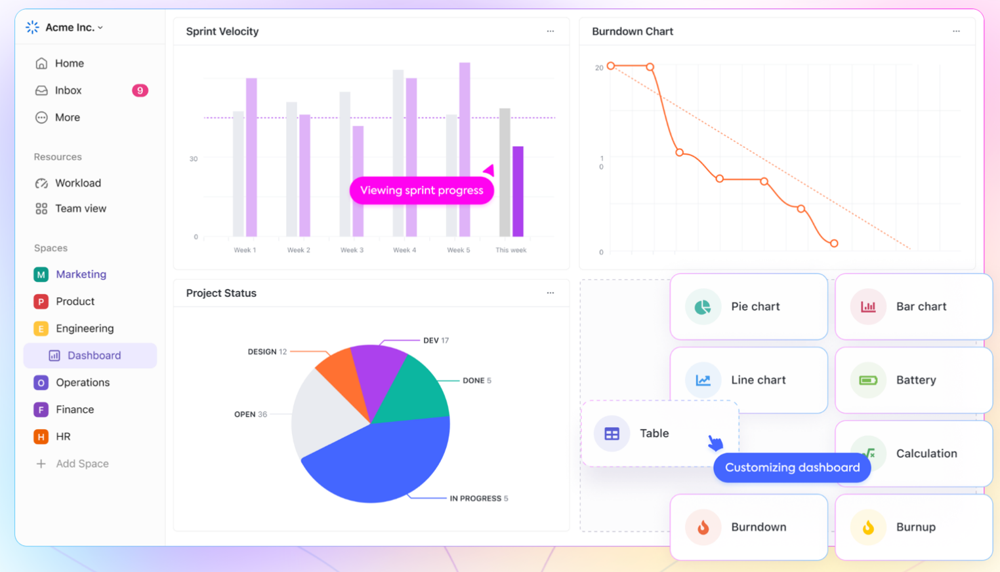 Acme Inc.
Home
Inbox
9
More
Resources
Workload
Team view
Spaces
M Marketing
P Product
E Engineering
Dashboard
O Operations
F Finance
H HR
+ Add Space
Sprint Velocity
30
0
Week 1
Week 2
Week 3
Week 4
Week 5
This week
Viewing sprint progress
Burndown Chart
20
1
0
0
Project Status
DEV 17
DESIGN 12
DONE 5
OPEN 36
IN PROGRESS 5
Pie chart
Bar chart
Line chart
Battery
Table
Calculation
√x
Customizing dashboard
Burndown
Burnup